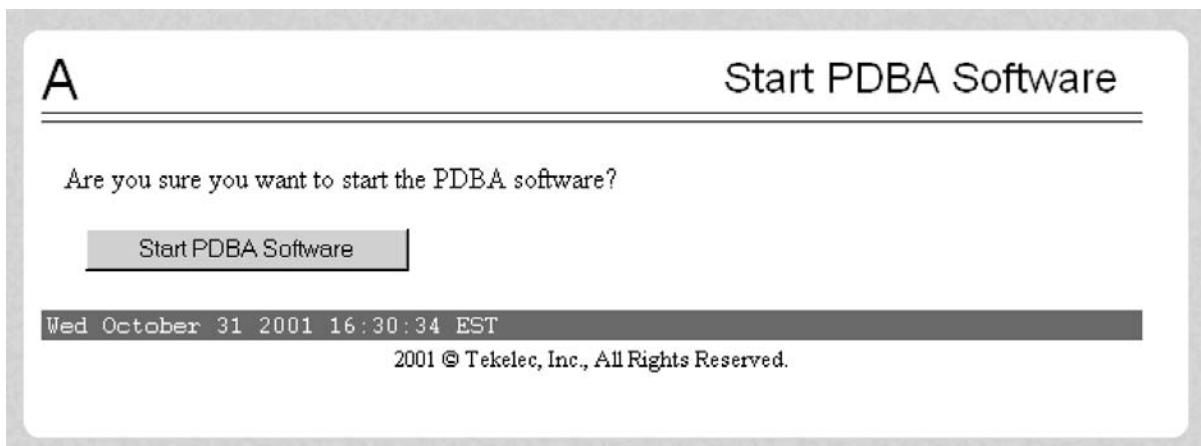 A
Start PDBA Software
Are you sure you want to start the PDBA software?
Start PDBA Software
Wed October 31 2001 16:30:34 EST
2001 © Tekelec, Inc., All Rights Reserved.